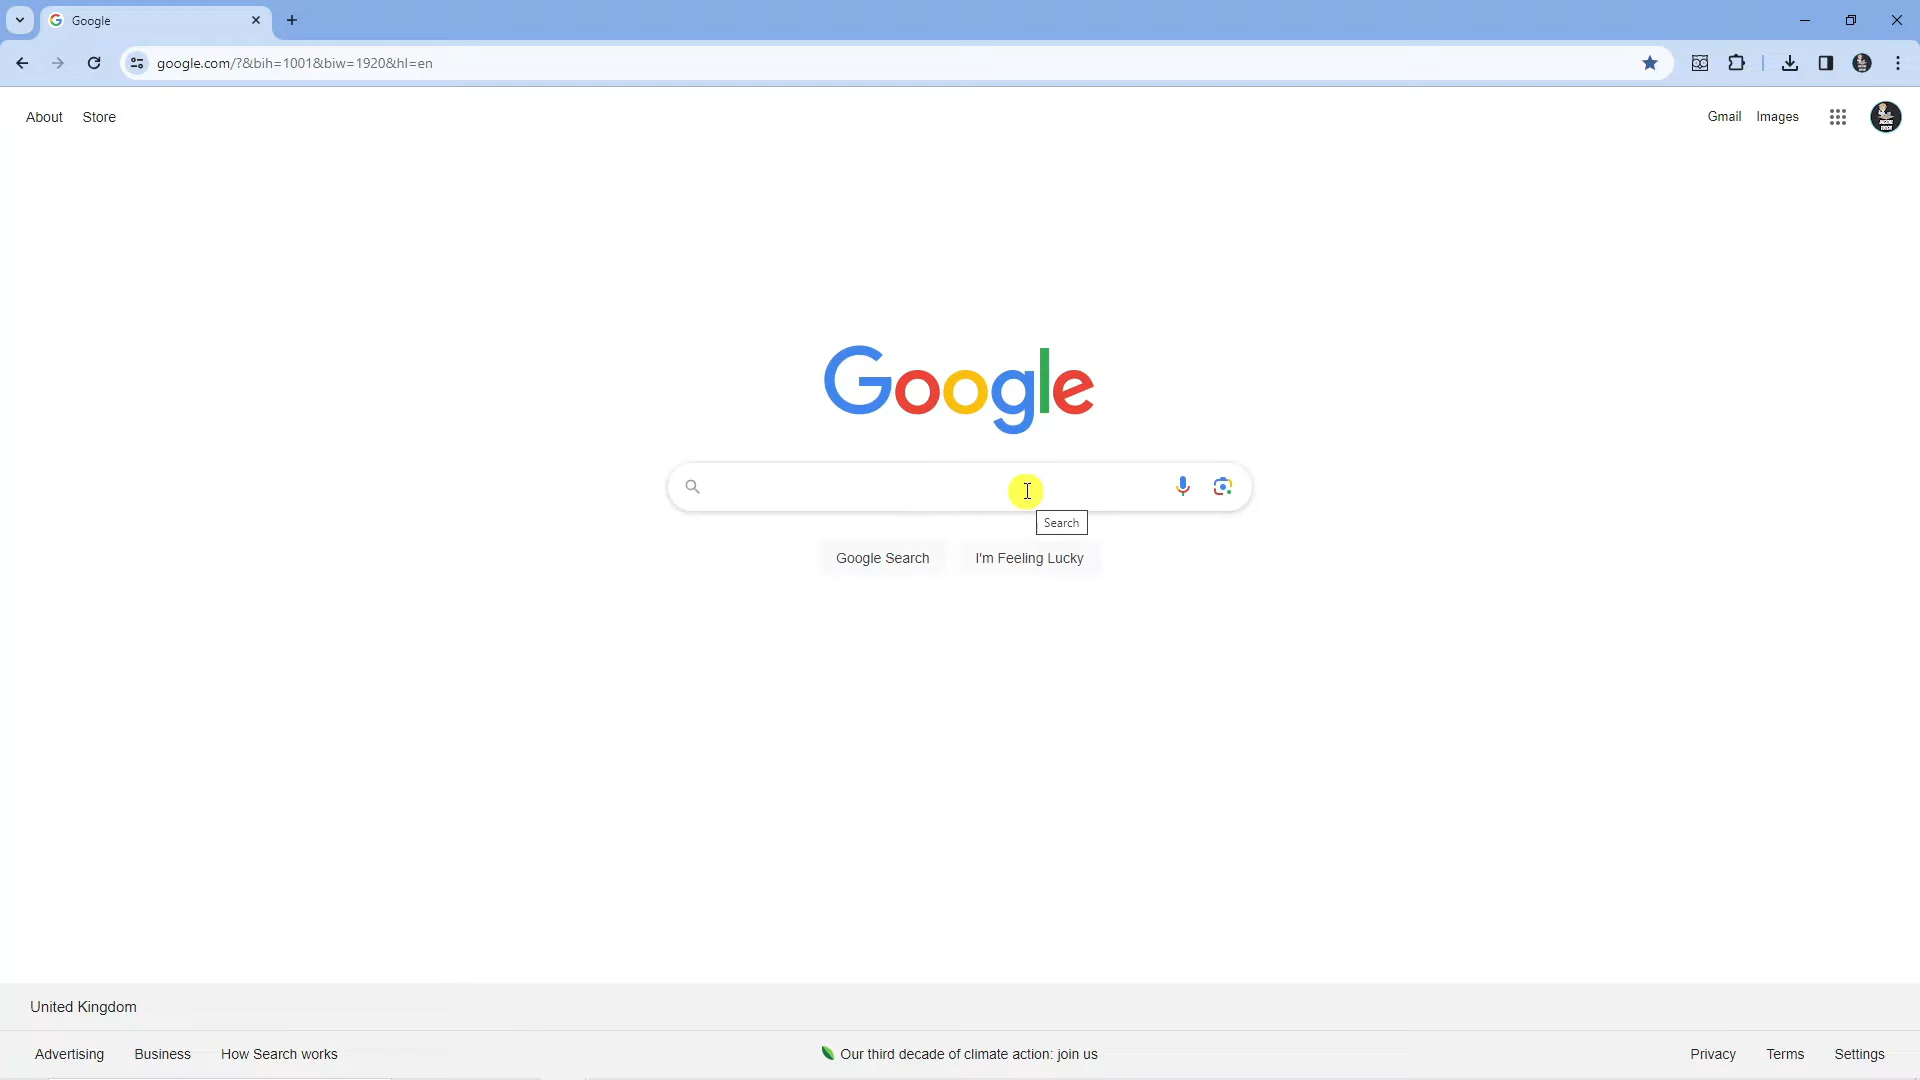 Google
google.com/?&bih=1001&biw=1920&hl=en
About Store
Gmail Images
Google
Search
Google Search I'm Feeling Lucky
United Kingdom
Advertising Business How Search works
Our third decade of climate action: join us
Privacy Terms Settings